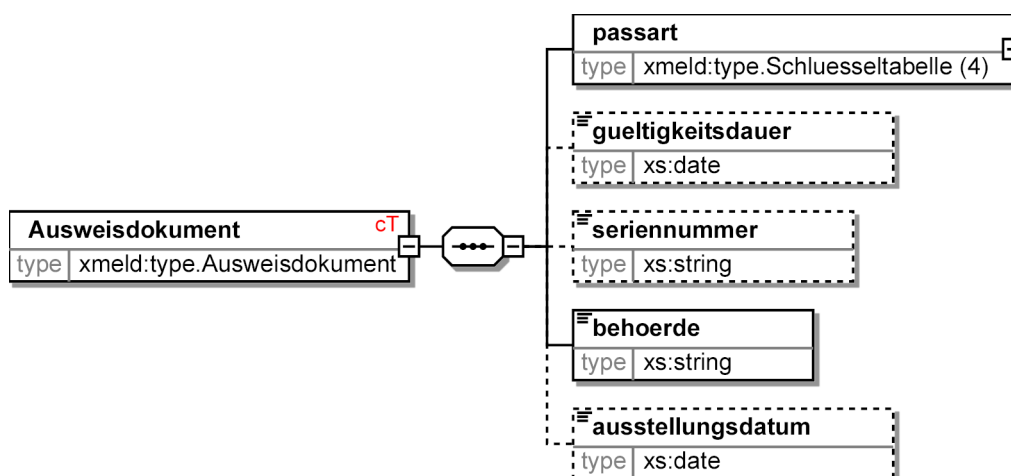 Ausweisdokument cT
type xmeld:type.Ausweisdokument
passart
type xmeld:type.Schluesseltabelle (4)
gueltigkeitsdauer
type xs:date
seriennummer
type xs:string
behoerde
type xs:string
ausstellungsdatum
type xs:date